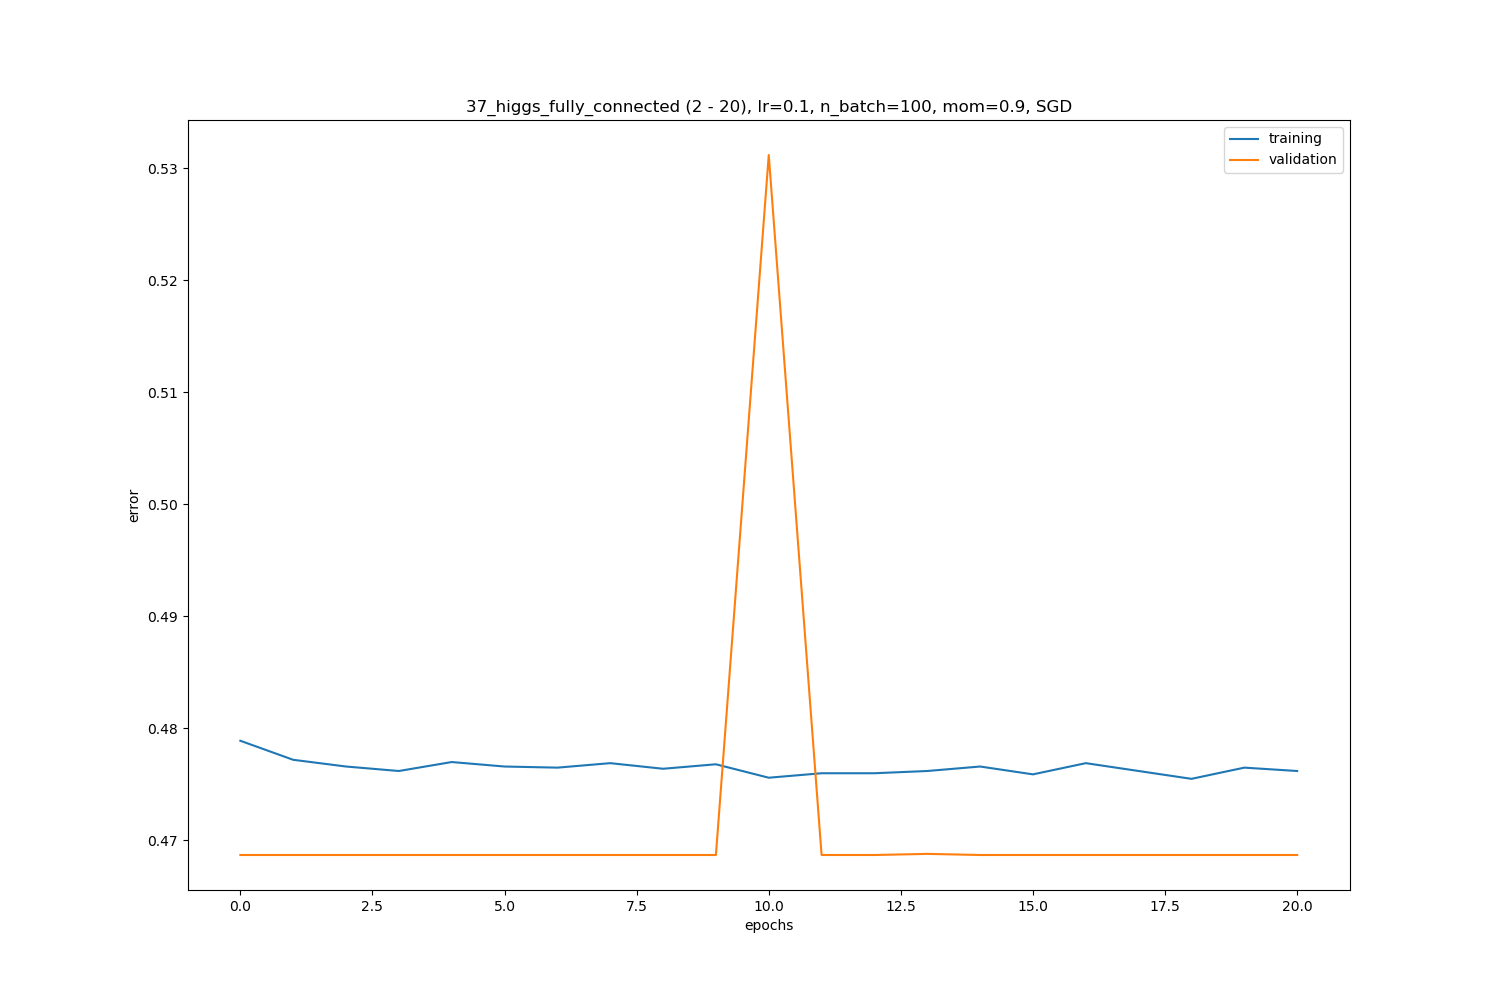 37_higgs_fully_connected (2 - 20), lr=0.1, n_batch=100, mom=0.9, SGD
training
validation
0.53
0.52
0.51
0.50
0.49
0.48
0.47
error
0.0 2.5 5.0 7.5 10.0 12.5 15.0 17.5 20.0
epochs